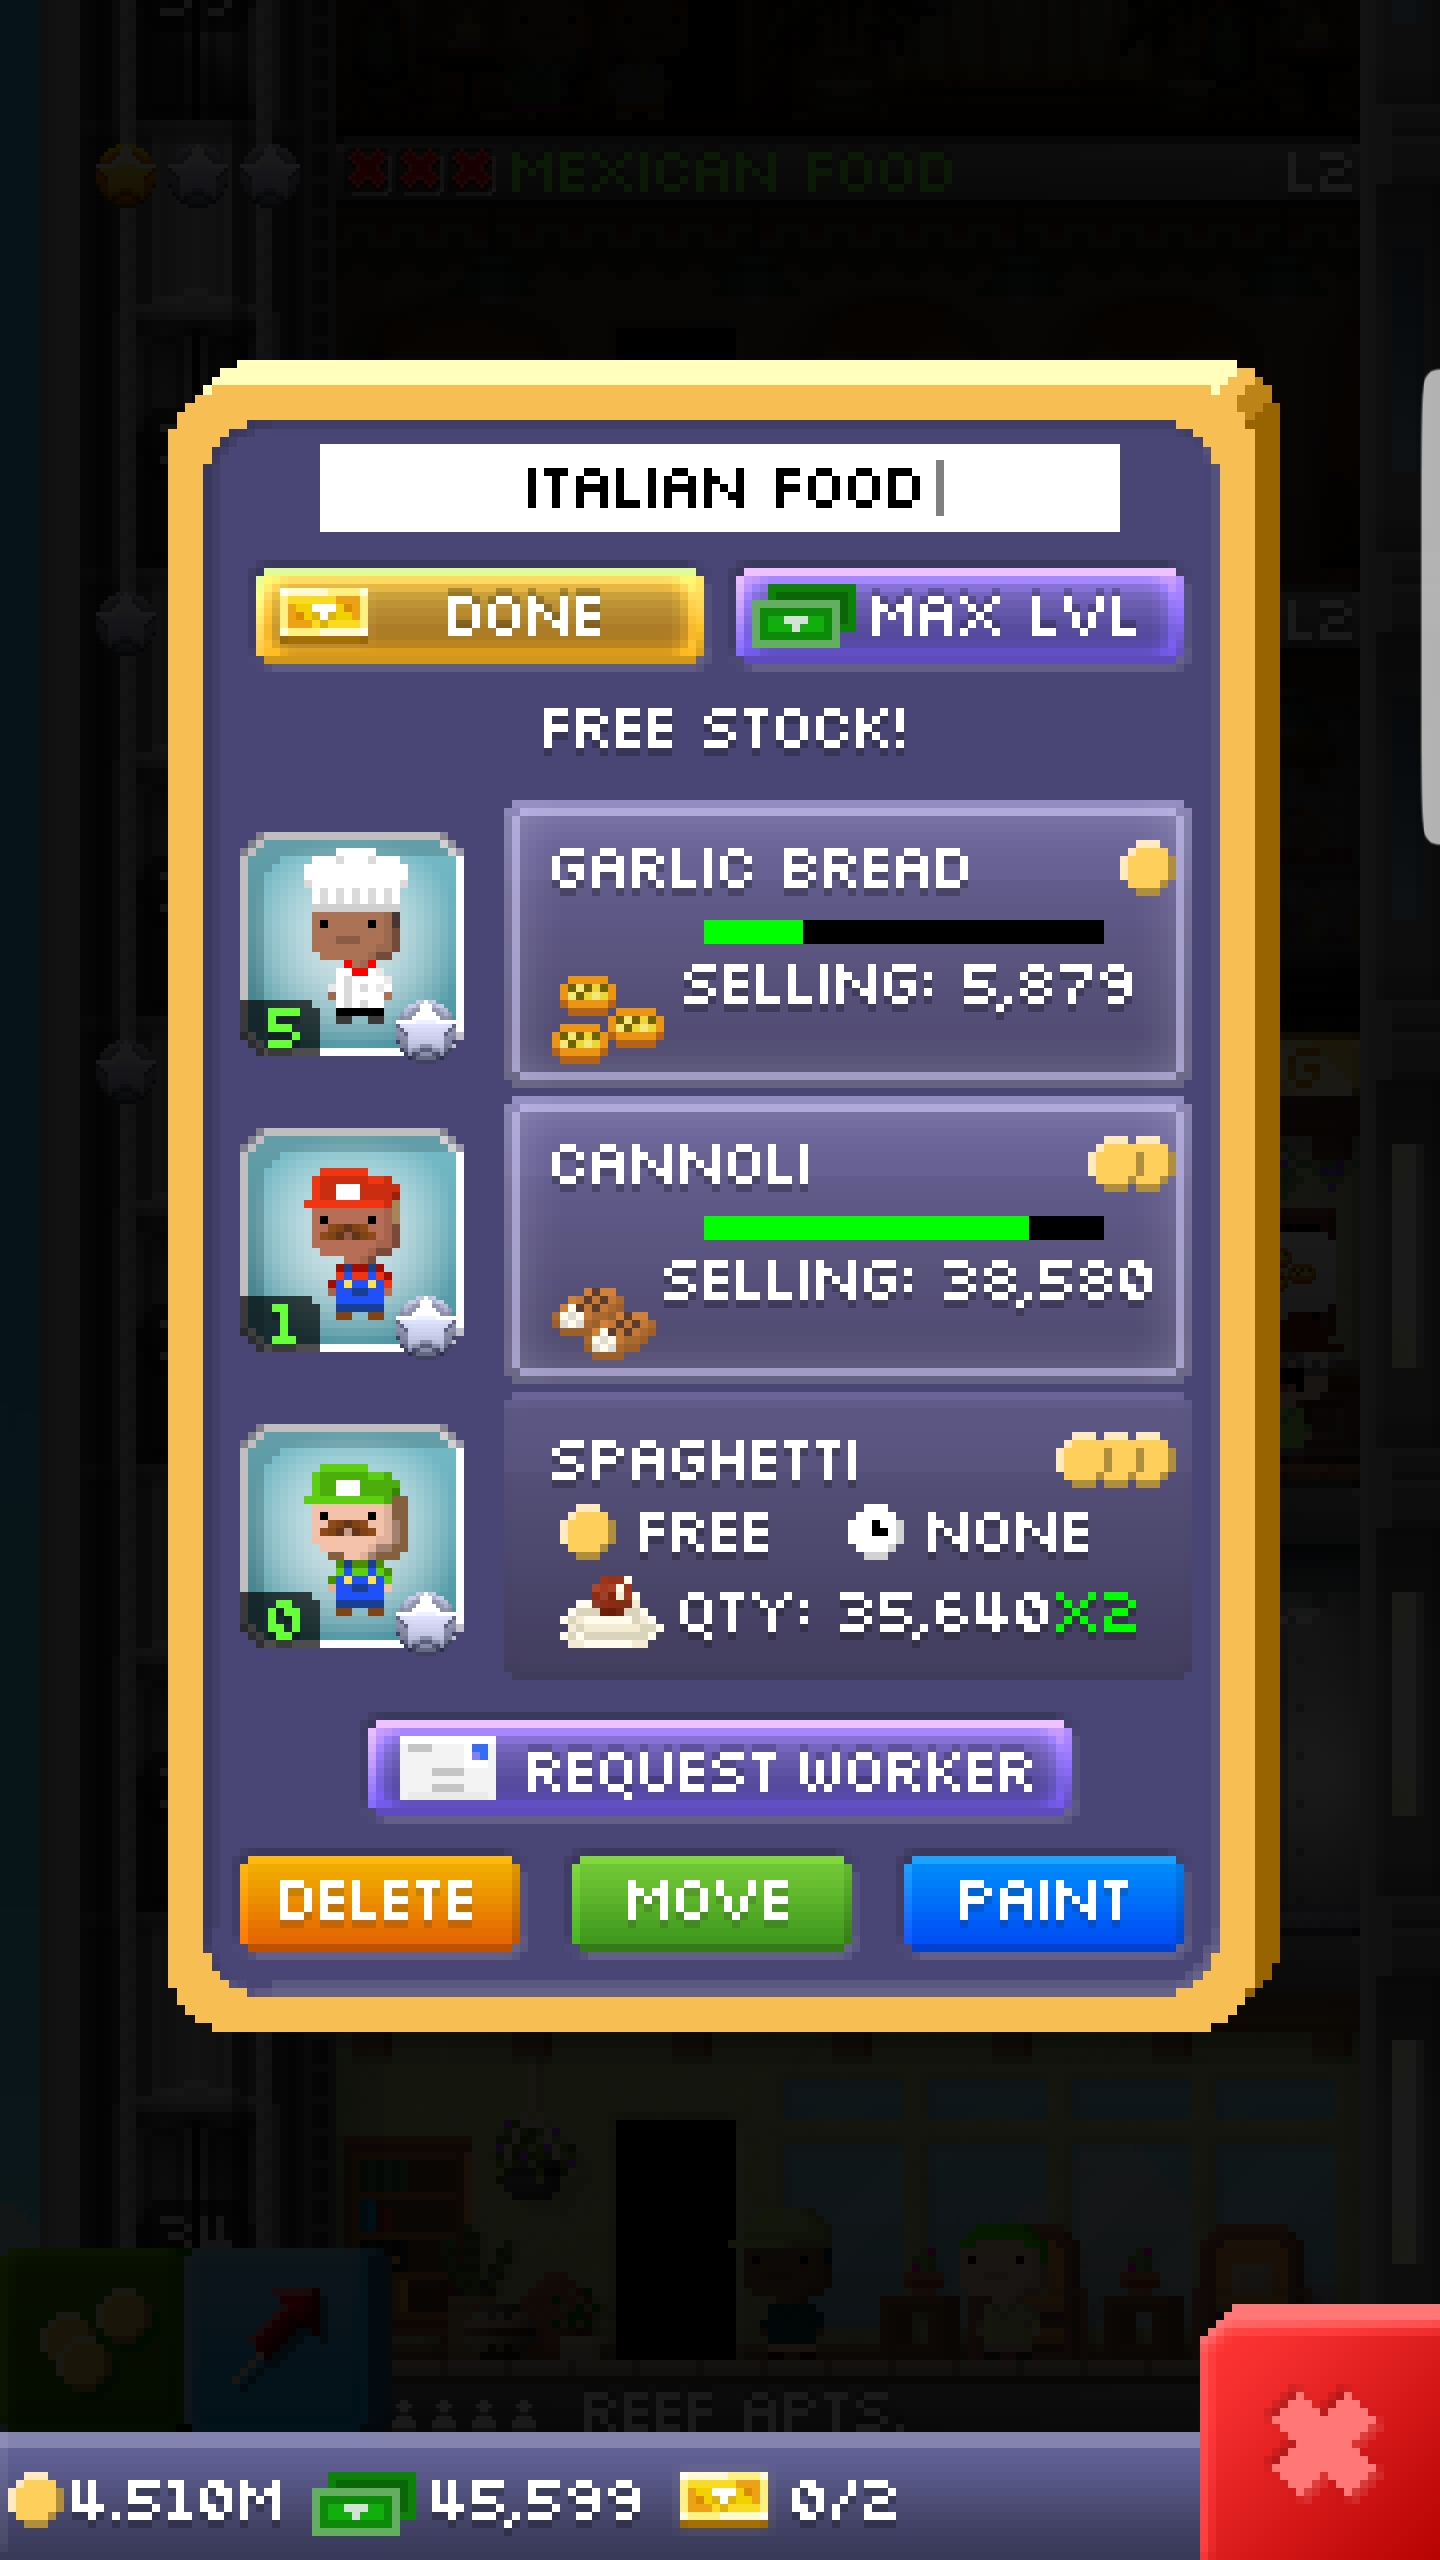 MEXICAN FOOD L2
ITALIAN FOOD
DONE MAX LVL
L2
FREE STOCK!
GARLIC BREAD
SELLING: 5,879
5
G
CANNOLI
SELLING: 38,580
1
SPAGHETTI
FREE NONE
QTY: 35,640X2
0
REQUEST WORKER
DELETE MOVE PAINT
34
REEF APTS.
4.510M 45,599 0/2